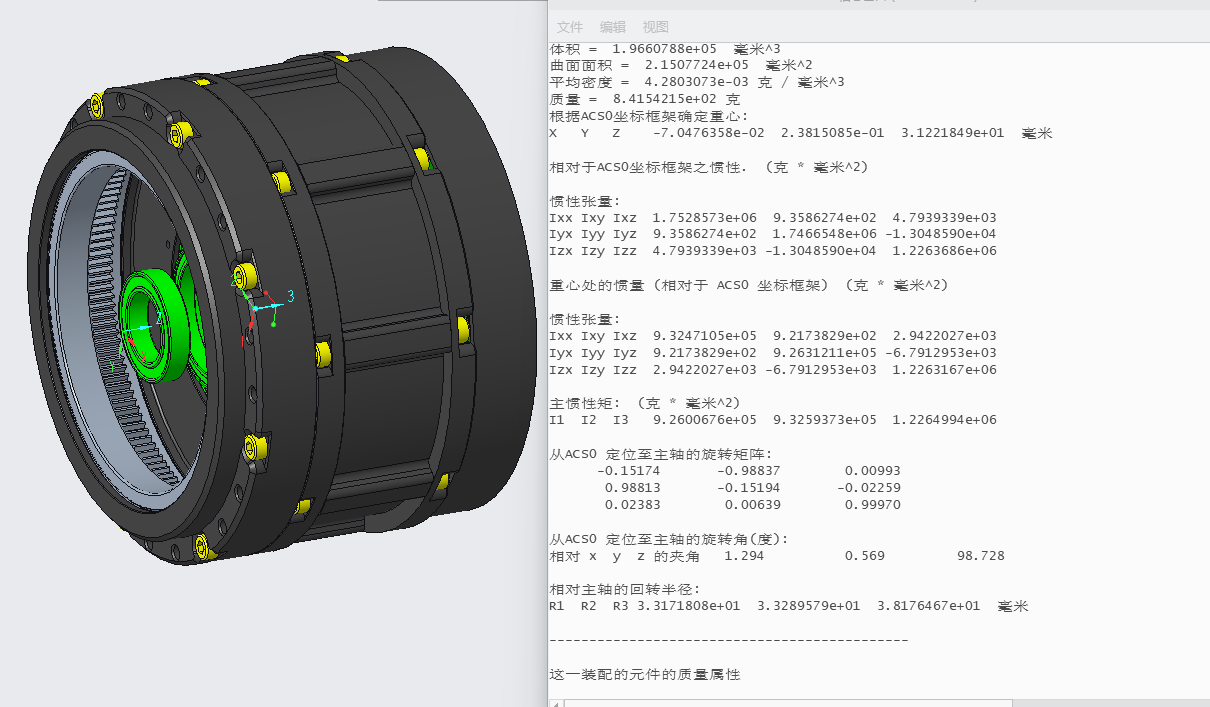 文件 编辑 视图
体积 = 1.9660788e+05 毫米^3
曲面面积 = 2.1507724e+05 毫米^2
平均密度 = 4.2803073e-03 克 / 毫米^3
质量 = 8.4154215e+02 克
根据ACS0坐标框架确定重心:
X Y Z -7.0476358e-02 2.3815085e-01 3.1221849e+01 毫米
相对于ACS0坐标框架之惯性. (克 * 毫米^2)
惯性张量:
Ixx Ixy Ixz 1.7528573e+06 9.3586274e+02 4.7939339e+03
Iyx Iyy Iyz 9.3586274e+02 1.7466548e+06 -1.3048590e+04
Izx Izy Izz 4.7939339e+03 -1.3048590e+04 1.2263686e+06
重心处的惯量 (相对于 ACS0 坐标框架) (克 * 毫米^2)
惯性张量:
Ixx Ixy Ixz 9.3247105e+05 9.2173829e+02 2.9422027e+03
Iyx Iyy Iyz 9.2173829e+02 9.2631211e+05 -6.7912953e+03
Izx Izy Izz 2.9422027e+03 -6.7912953e+03 1.2263167e+06
主惯性矩: (克 * 毫米^2)
I1 I2 I3 9.2600676e+05 9.3259373e+05 1.2264994e+06
从ACS0 定位至主轴的旋转矩阵:
-0.15174 -0.98837 0.00993
0.98813 -0.15194 -0.02259
0.02383 0.00639 0.99970
从ACS0 定位至主轴的旋转角(度):
相对 x y z 的夹角 1.294 0.569 98.728
相对主轴的回转半径:
R1 R2 R3 3.3171808e+01 3.3289579e+01 3.8176467e+01 毫米
---------------------------------------------
这一装配的元件的质量属性
3